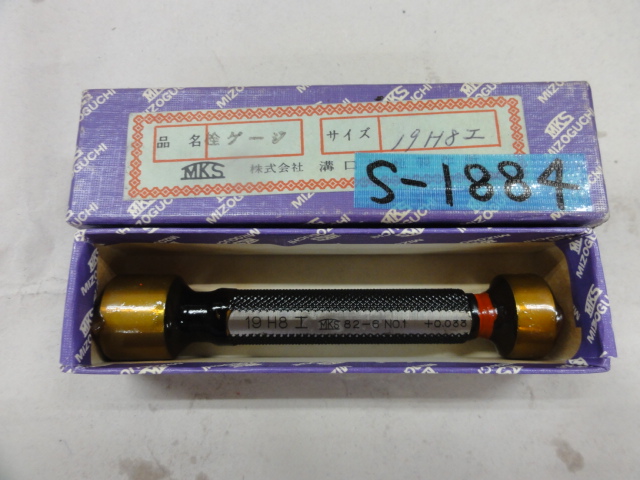 品名 栓ゲージ サイズ 19H8工
MKS 株式会社 溝口
S-1884
19 H8 工 MKS 82-6 NO.1 +0.033
MKS
MIZOGUCHI